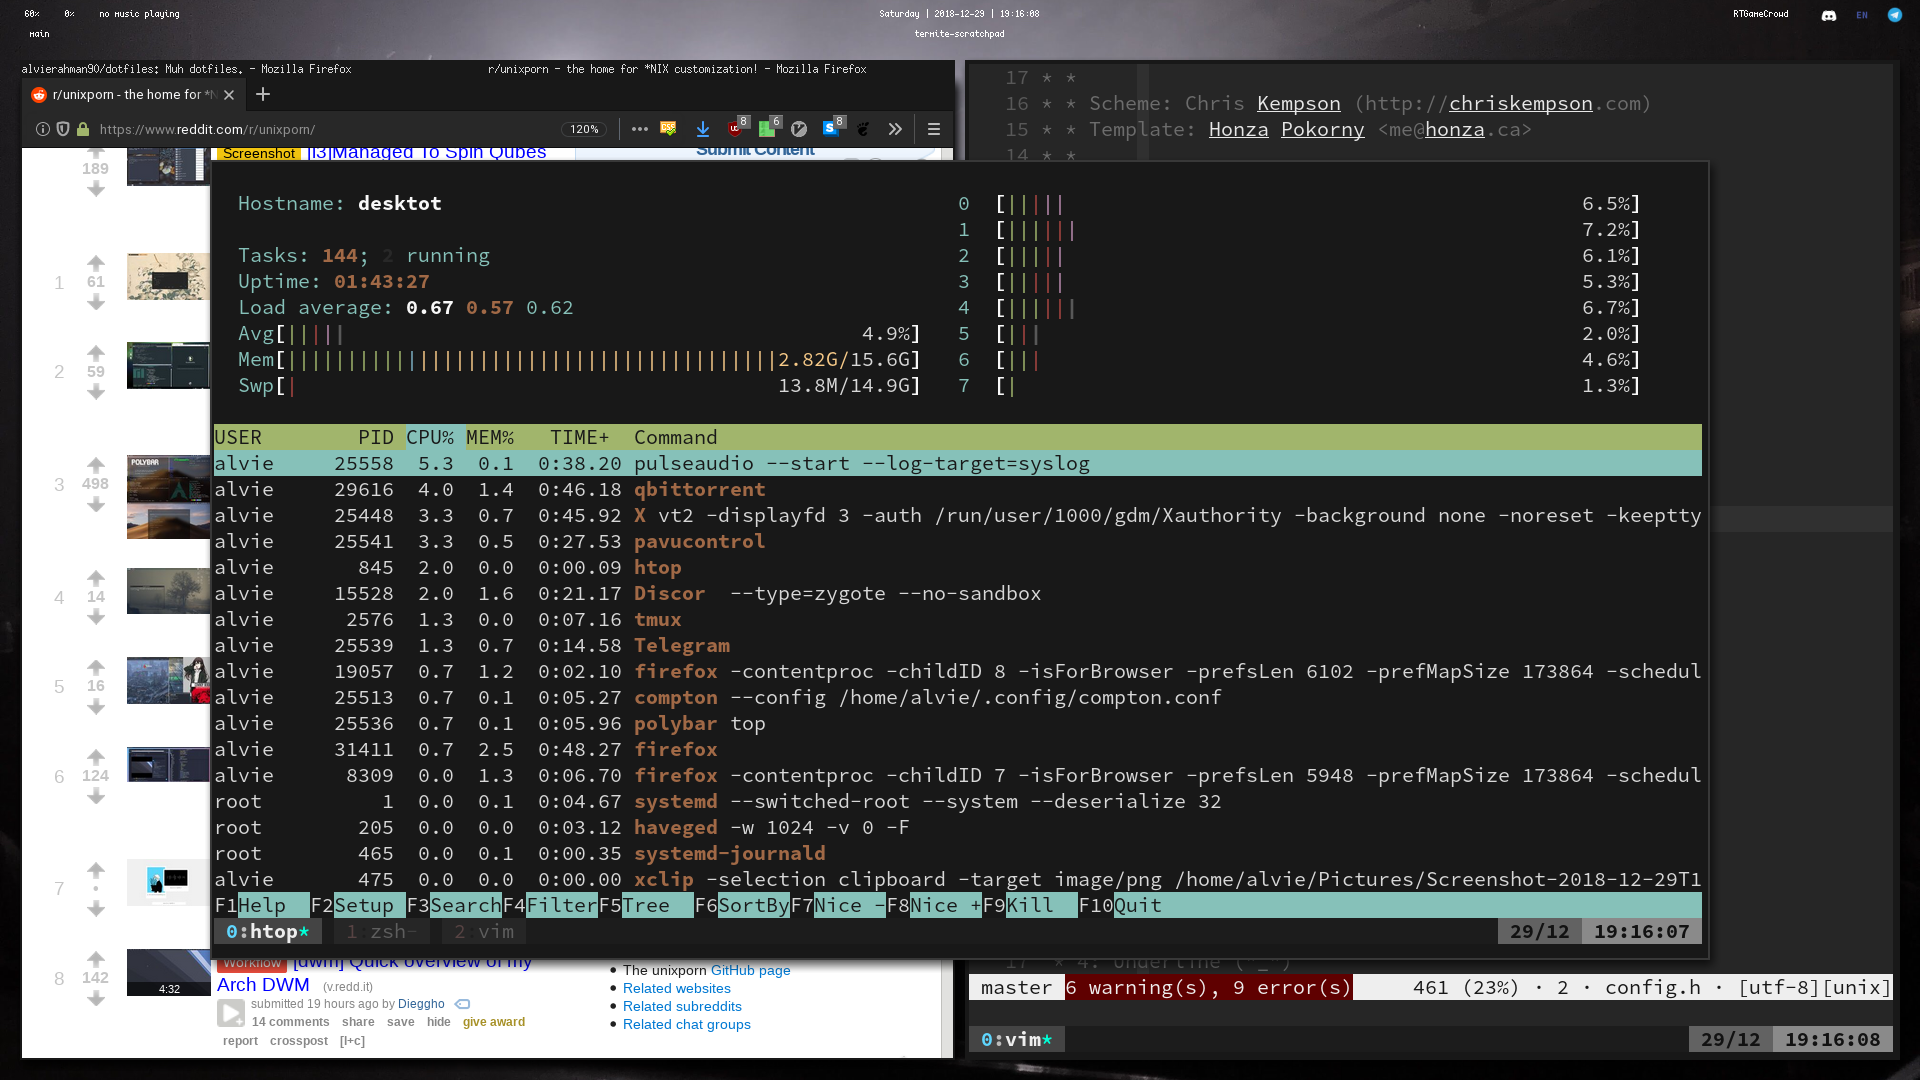 60% 0% no music playing
Saturday | 2018-12-29 | 19:16:08
RTGameCrowd EN
main
termite-scratchpad
alvierahman90/dotfiles: Muh dotfiles. - Mozilla Firefox
r/unixporn - the home for *NIX customization! - Mozilla Firefox
r/unixporn - the home for *N
https://www.reddit.com/r/unixporn/ 120% 8 6 8
189 Screenshot [i3]Managed To Spin Qubes
Submit Content
1 61
2 59
3 498
POLYBAR
4 14
5 16
6 124
7 •
8 142
4:32
17 * *
16 * * Scheme: Chris Kempson (http://chriskempson.com)
15 * * Template: Honza Pokorny <me@honza.ca>
14 * *
Hostname: desktot
Tasks: 144; 2 running
Uptime: 01:43:27
Load average: 0.67 0.57 0.62
Avg[||||| 4.9%]
Mem[ 2.82G/15.6G]
Swp[| 13.8M/14.9G]
0 [||||| 6.5%]
1 [|||||| 7.2%]
2 [||||| 6.1%]
3 [||||| 5.3%]
4 [|||||| 6.7%]
5 [||| 2.0%]
6 [||| 4.6%]
7 [| 1.3%]
USER PID CPU% MEM% TIME+ Command
alvie 25558 5.3 0.1 0:38.20 pulseaudio --start --log-target=syslog
alvie 29616 4.0 1.4 0:46.18 qbittorrent
alvie 25448 3.3 0.7 0:45.92 X vt2 -displayfd 3 -auth /run/user/1000/gdm/Xauthority -background none -noreset -keeptty
alvie 25541 3.3 0.5 0:27.53 pavucontrol
alvie 845 2.0 0.0 0:00.09 htop
alvie 15528 2.0 1.6 0:21.17 Discor --type=zygote --no-sandbox
alvie 2576 1.3 0.0 0:07.16 tmux
alvie 25539 1.3 0.7 0:14.58 Telegram
alvie 19057 0.7 1.2 0:02.10 firefox -contentproc -childID 8 -isForBrowser -prefsLen 6102 -prefMapSize 173864 -schedul
alvie 25513 0.7 0.1 0:05.27 compton --config /home/alvie/.config/compton.conf
alvie 25536 0.7 0.1 0:05.96 polybar top
alvie 31411 0.7 2.5 0:48.27 firefox
alvie 8309 0.0 1.3 0:06.70 firefox -contentproc -childID 7 -isForBrowser -prefsLen 5948 -prefMapSize 173864 -schedul
root 1 0.0 0.1 0:04.67 systemd --switched-root --system --deserialize 32
root 205 0.0 0.0 0:03.12 haveged -w 1024 -v 0 -F
root 465 0.0 0.1 0:00.35 systemd-journald
alvie 475 0.0 0.0 0:00.00 xclip -selection clipboard -target image/png /home/alvie/Pictures/Screenshot-2018-12-29T1
F1Help F2Setup F3SearchF4FilterF5Tree F6SortByF7Nice -F8Nice +F9Kill F10Quit
0:htop* 1:zsh- 2:vim 29/12 19:16:07
Workflow [dwm] Quick overview of my
Arch DWM (v.redd.it)
submitted 19 hours ago by Dieggho
14 comments share save hide give award
report crosspost [l+c]
• The unixporn GitHub page
• Related websites
• Related subreddits
• Related chat groups
17 * 4. Underline (*_*)
master 6 warning(s), 9 error(s) 461 (23%) · 2 · config.h · [utf-8][unix]
0:vim* 29/12 19:16:08